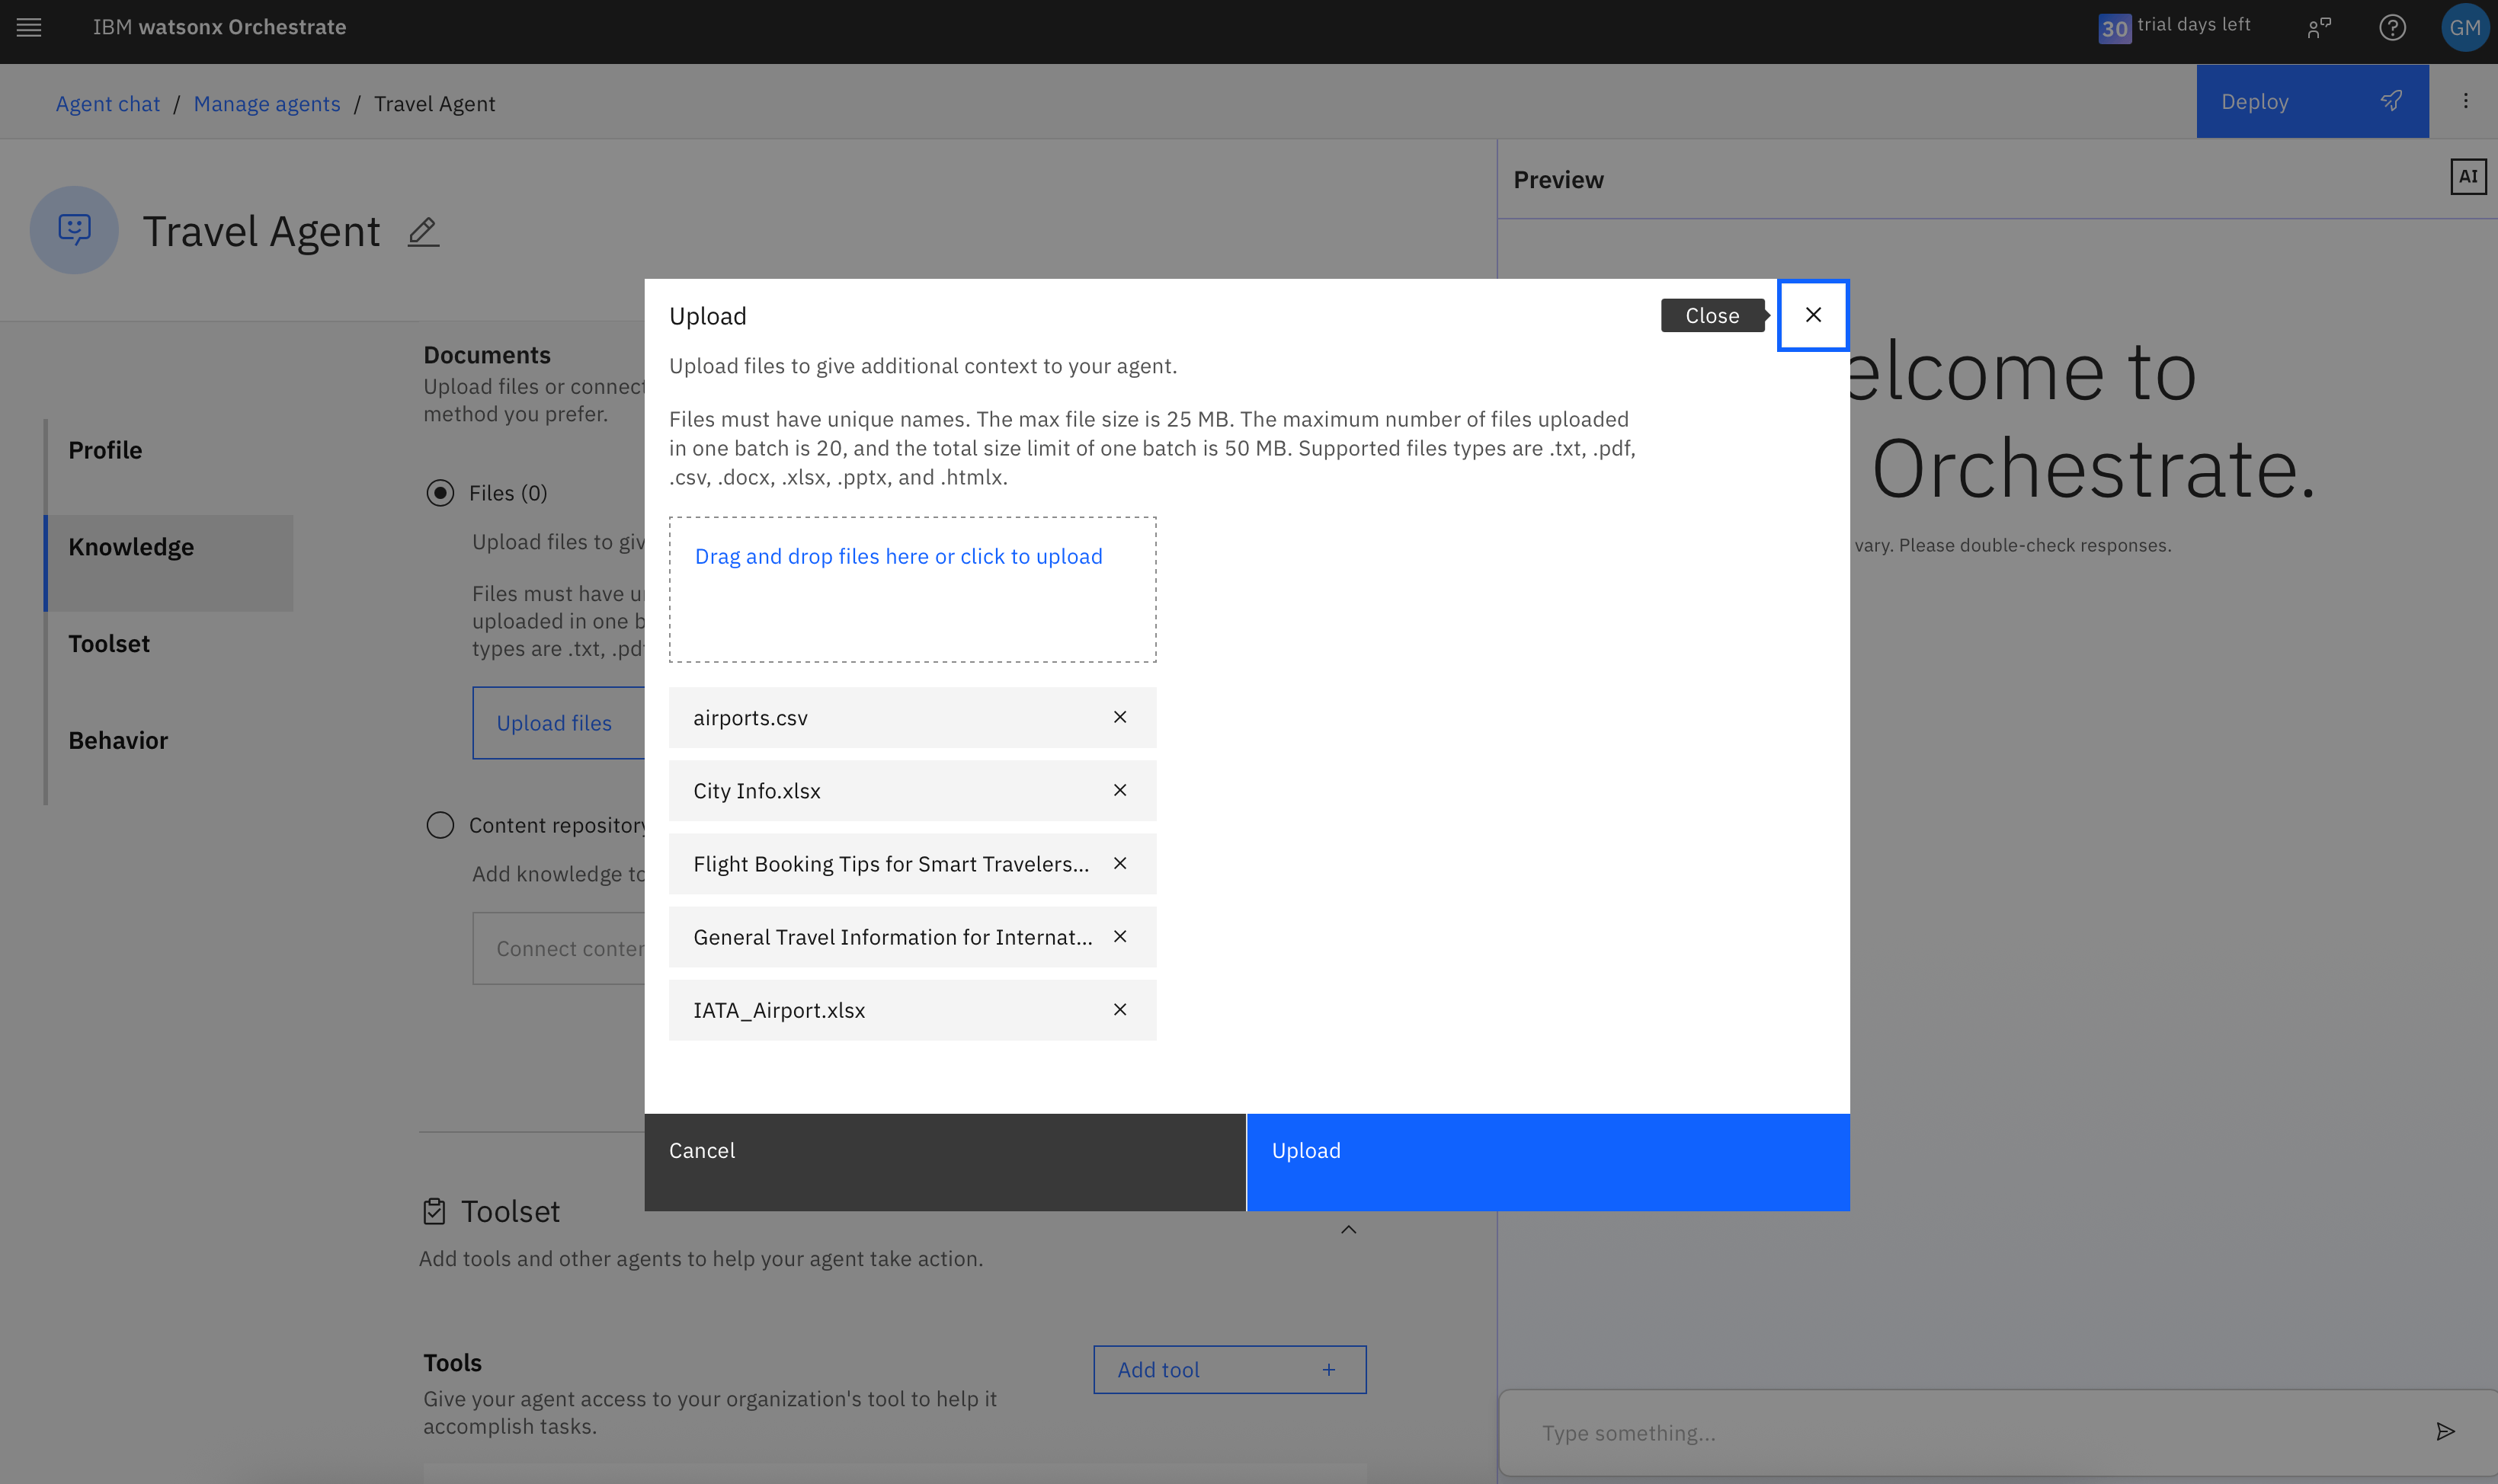 IBM watsonx Orchestrate
30 trial days left
GM
Agent chat / Manage agents / Travel Agent
Deploy
Travel Agent
Preview
AI
Profile
Knowledge
Toolset
Behavior
Documents
Upload files or connect
method you prefer.
Files (0)
Upload files to
Files must have
uploaded in one
types are .txt,
Upload files
Content repository
Add knowledge
Connect
Upload
Close
Upload files to give additional context to your agent.
Files must have unique names. The max file size is 25 MB. The maximum number of files uploaded
in one batch is 20, and the total size limit of one batch is 50 MB. Supported files types are .txt, .pdf,
.csv, .docx, .xlsx, .pptx, and .htmlx.
Drag and drop files here or click to upload
airports.csv
City Info.xlsx
Flight Booking Tips for Smart Travelers...
General Travel Information for Internat...
IATA_Airport.xlsx
Cancel
Upload
elcome to
Orchestrate.
vary. Please double-check responses.
Toolset
Add tools and other agents to help your agent take action.
Tools
Give your agent access to your organization's tool to help it
accomplish tasks.
Add tool +
Type something...